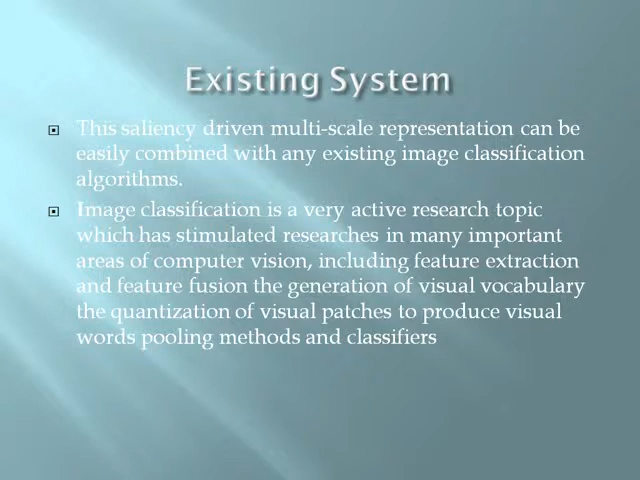 Existing System
This saliency driven multi-scale representation can be
easily combined with any existing image classification
algorithms.
Image classification is a very active research topic
which has stimulated researches in many important
areas of computer vision, including feature extraction
and feature fusion the generation of visual vocabulary
the quantization of visual patches to produce visual
words pooling methods and classifiers